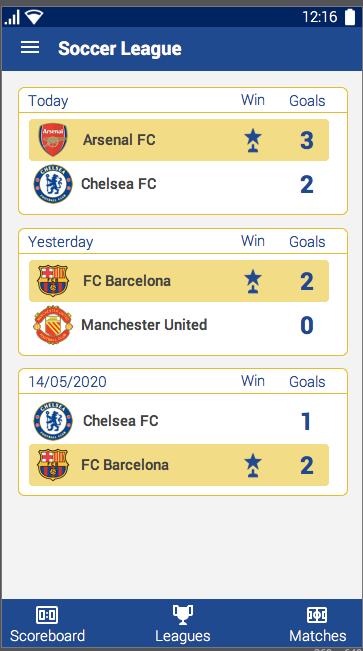 12:16
Soccer League
Today Win Goals
Arsenal
Arsenal FC 3
Chelsea FC 2
Yesterday Win Goals
FC Barcelona 2
Manchester United 0
14/05/2020 Win Goals
Chelsea FC 1
FC Barcelona 2
Scoreboard Leagues Matches